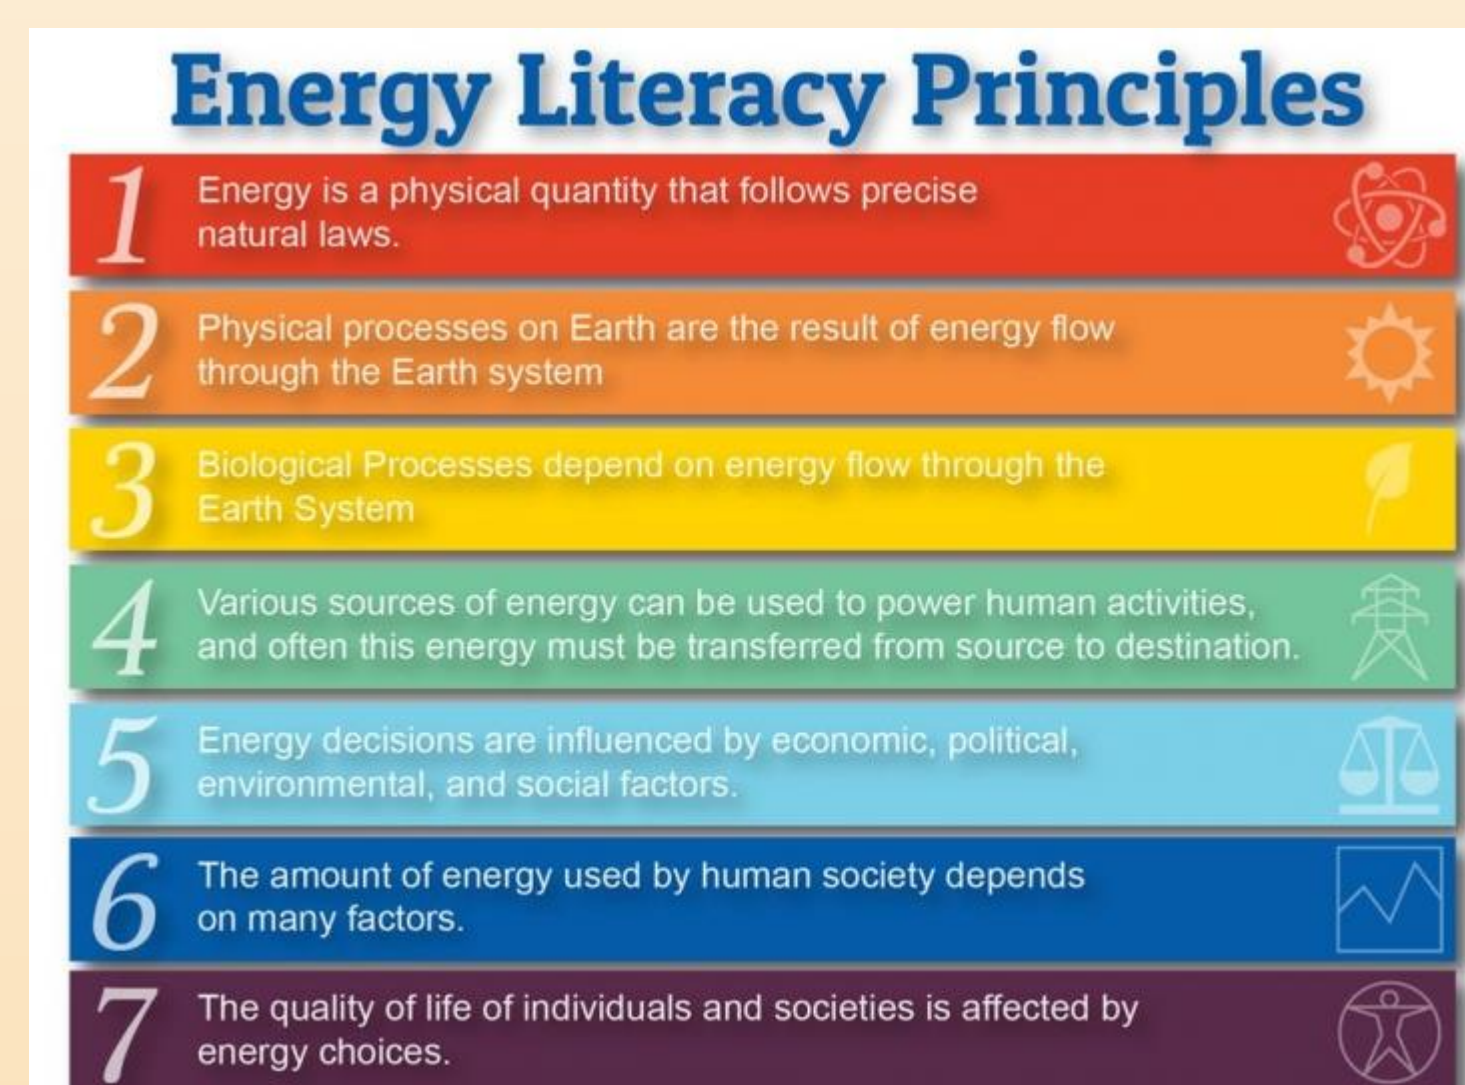 Energy Literacy Principles
1
Energy is a physical quantity that follows precise
natural laws.
2
Physical processes on Earth are the result of energy flow
through the Earth system
3
Biological Processes depend on energy flow through the
Earth System
4
Various sources of energy can be used to power human activities,
and often this energy must be transferred from source to destination.
5
Energy decisions are influenced by economic, political,
environmental, and social factors.
6
The amount of energy used by human society depends
on many factors.
7
The quality of life of individuals and societies is affected by
energy choices.